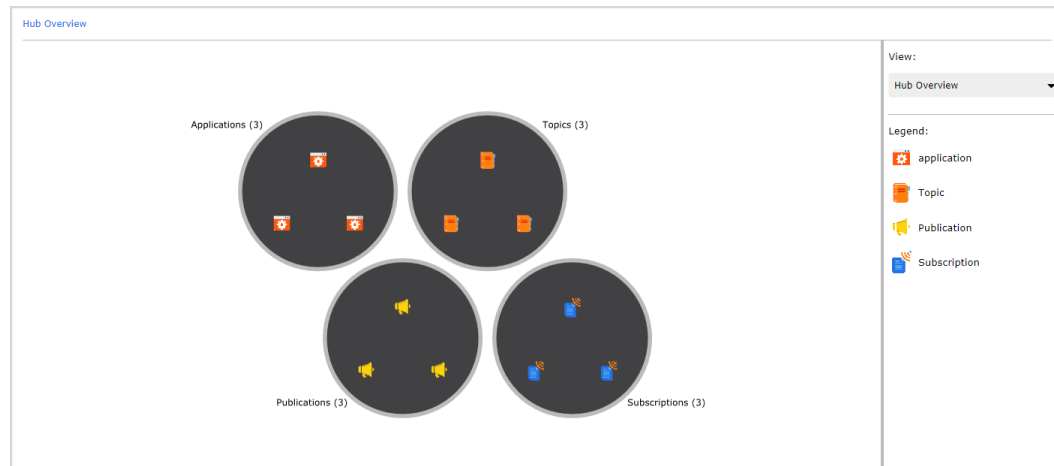 Hub Overview
View:
Hub Overview
Applications (3)
Topics (3)
Legend:
application
Topic
Publication
Subscription
Publications (3)
Subscriptions (3)